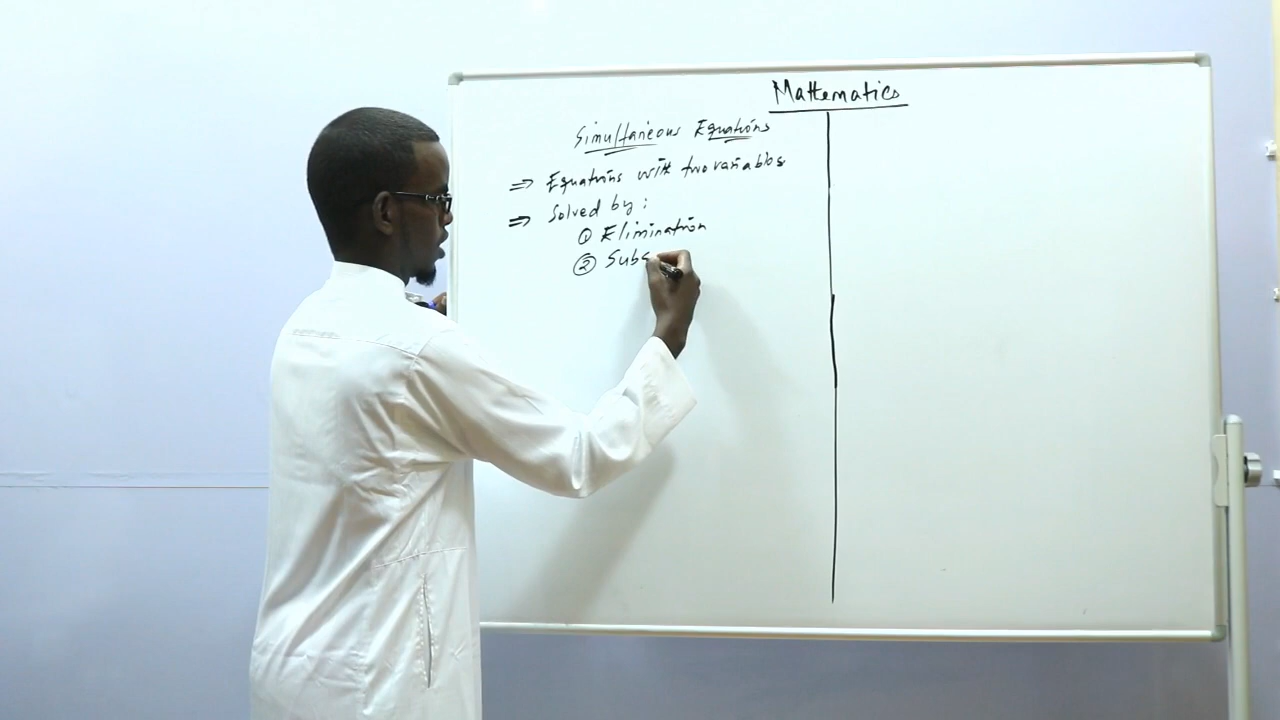 Mathematics
Simultaneous Equations
⇒ Equations with two variables
⇒ Solved by:
① Elimination
② Subs